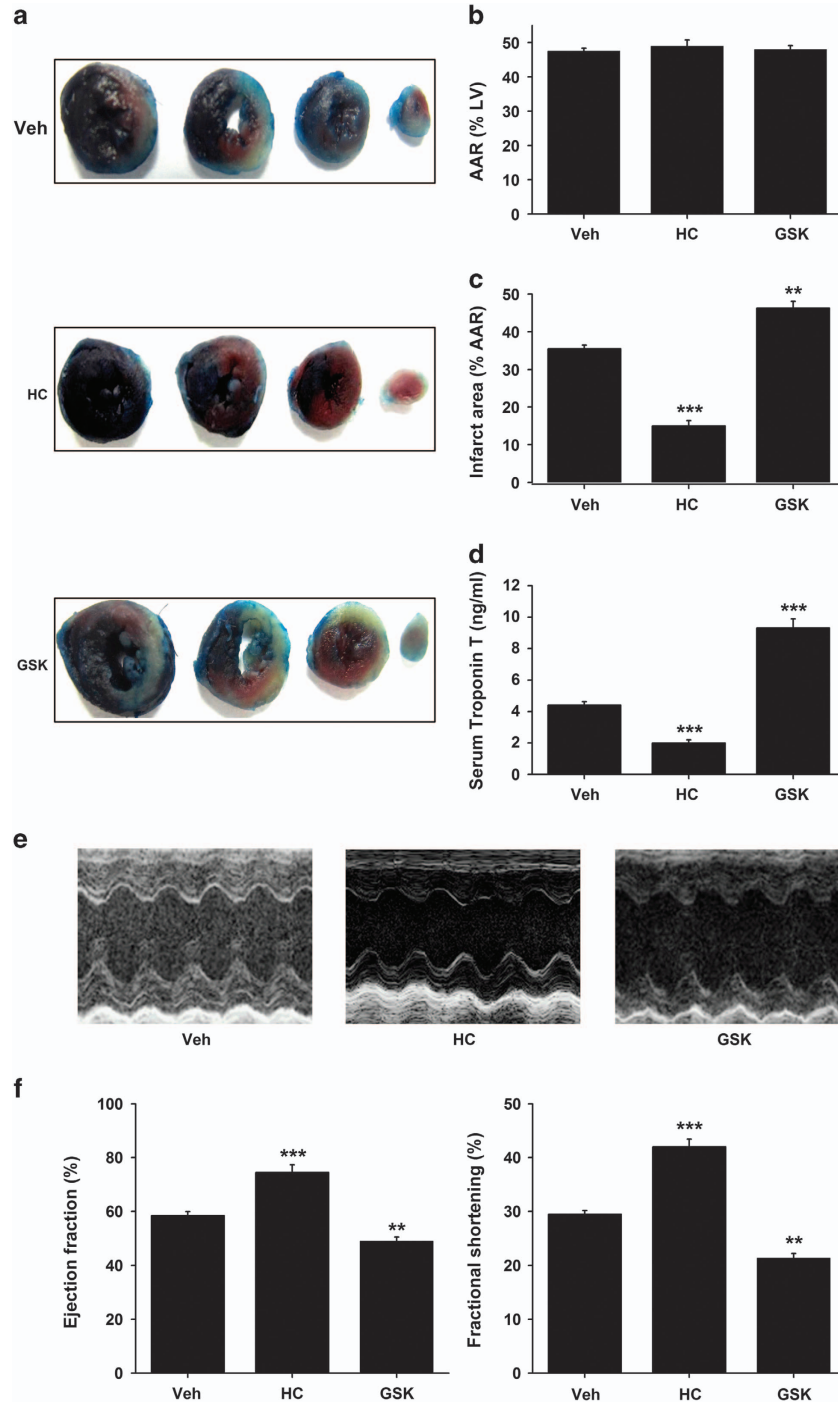 a
Veh
HC
GSK
b
AAR (% LV)
50
40
30
20
10
0
Veh HC GSK
c
Infarct area (% AAR)
50
40
30
20
10
0
***
**
Veh HC GSK
d
Serum Troponin T (ng/ml)
12
10
8
6
4
2
0
***
***
Veh HC GSK
e
Veh HC GSK
f
Ejection fraction (%)
100
80
60
40
20
0
***
**
Veh HC GSK
Fractional shortening (%)
50
40
30
20
10
0
***
**
Veh HC GSK